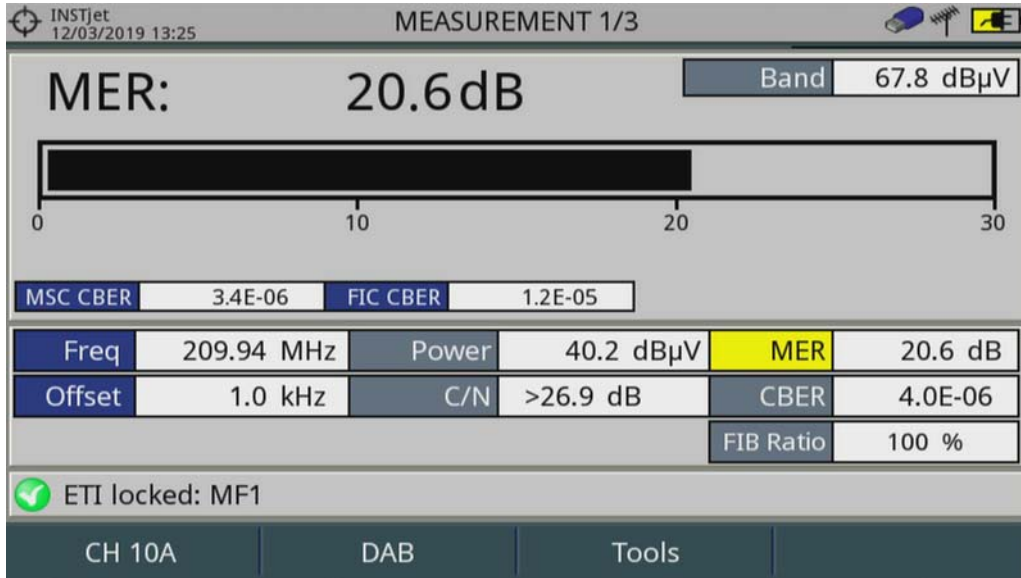 INSTjet
12/03/2019 13:25
MEASUREMENT 1/3
MER: 20.6 dB
Band 67.8 dBµV
0 10 20 30
MSC CBER 3.4E-06 FIC CBER 1.2E-05
Freq 209.94 MHz Power 40.2 dBµV MER 20.6 dB
Offset 1.0 kHz C/N >26.9 dB CBER 4.0E-06
FIB Ratio 100 %
ETI locked: MF1
CH 10A DAB Tools